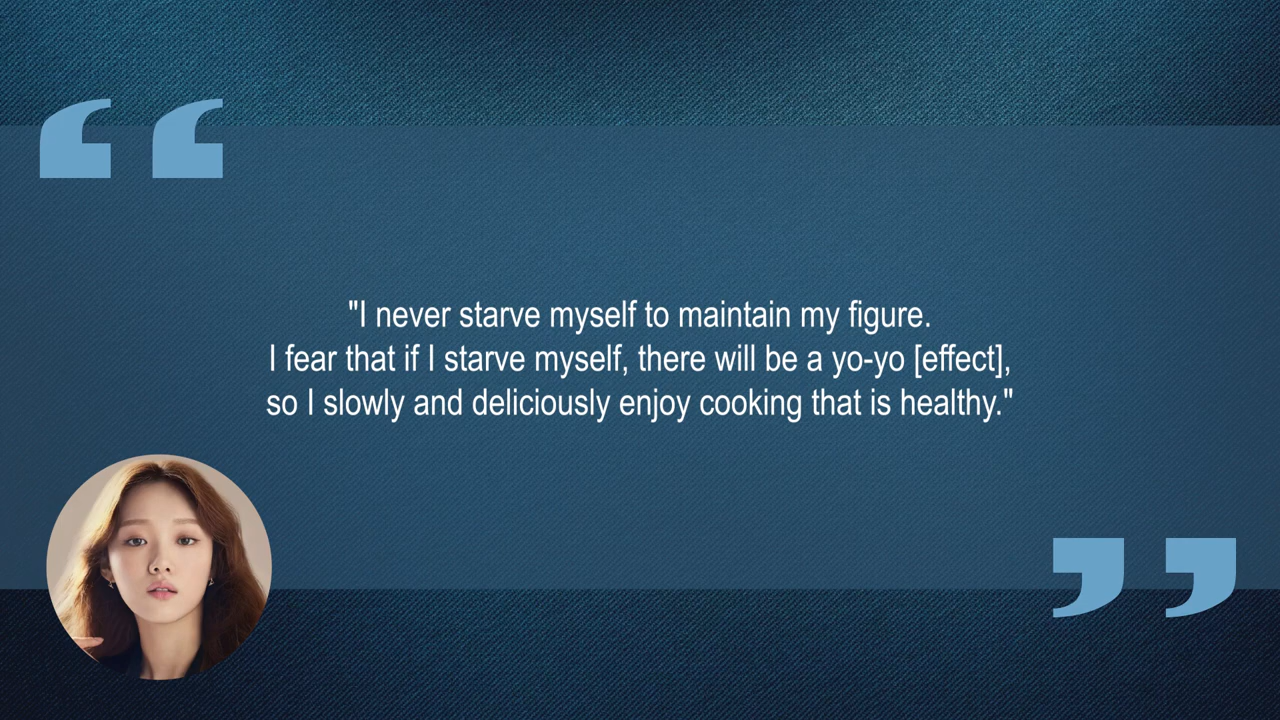 "I never starve myself to maintain my figure.
I fear that if I starve myself, there will be a yo-yo [effect],
so I slowly and deliciously enjoy cooking that is healthy."